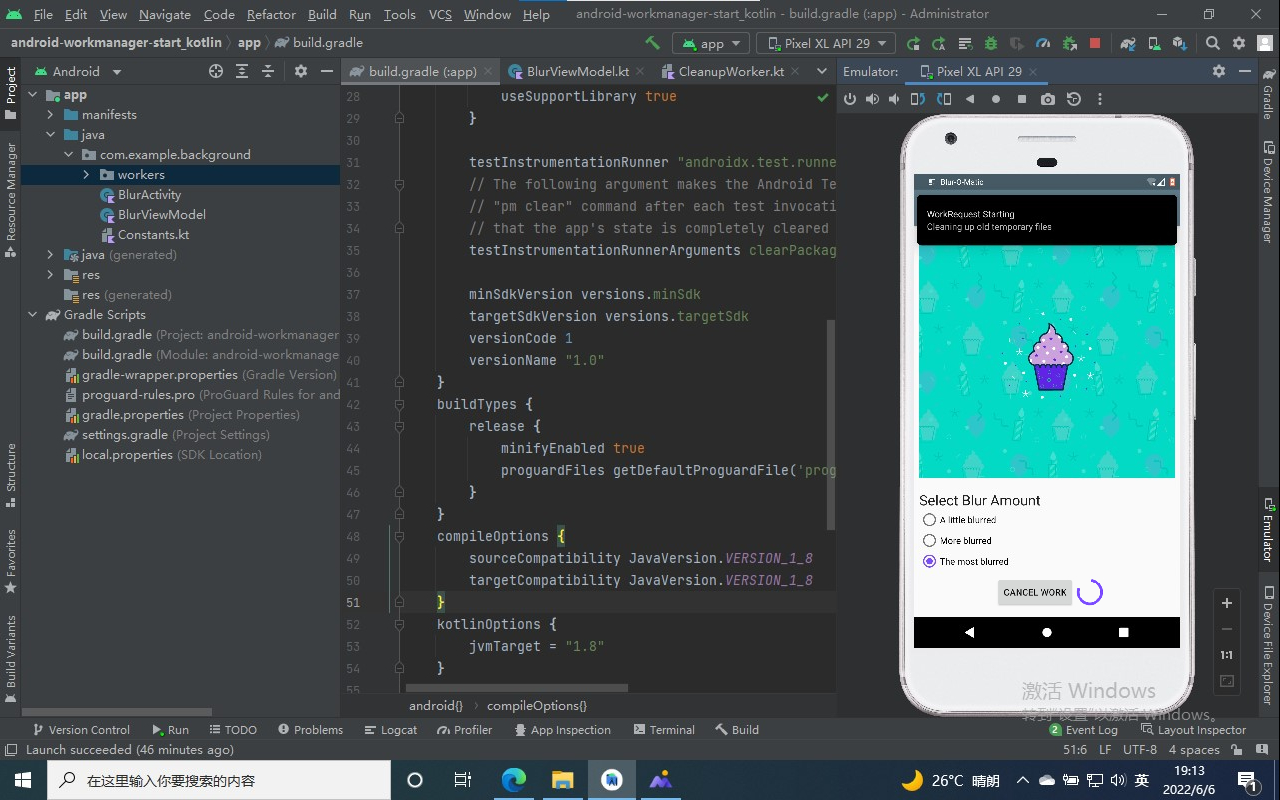 File Edit View Navigate Code Refactor Build Run Tools VCS Window Help android-workmanager-start_kotlin - build.gradle (:app) - Administrator
android-workmanager-start_kotlin app build.gradle app Pixel XL API 29
Android build.gradle (:app) BlurViewModel.kt CleanupWorker.kt Emulator: Pixel XL API 29
Project
Resource Manager
Structure
Favorites
Build Variants
app
manifests
java
com.example.background
workers
BlurActivity
BlurViewModel
Constants.kt
java (generated)
res
res (generated)
Gradle Scripts
build.gradle (Project: android-workmanager
build.gradle (Module: android-workmanage
gradle-wrapper.properties (Gradle Version)
proguard-rules.pro (ProGuard Rules for and
gradle.properties (Project Properties)
settings.gradle (Project Settings)
local.properties (SDK Location)
28 useSupportLibrary true
29 }
30
31 testInstrumentationRunner "androidx.test.runne
32 // The following argument makes the Android Te
33 // "pm clear" command after each test invocati
34 // that the app's state is completely cleared
35 testInstrumentationRunnerArguments clearPackag
36
37 minSdkVersion versions.minSdk
38 targetSdkVersion versions.targetSdk
39 versionCode 1
40 versionName "1.0"
41 }
42 buildTypes {
43 release {
44 minifyEnabled true
45 proguardFiles getDefaultProguardFile('prog
46 }
47 }
48 compileOptions {
49 sourceCompatibility JavaVersion.VERSION_1_8
50 targetCompatibility JavaVersion.VERSION_1_8
51 }
52 kotlinOptions {
53 jvmTarget = "1.8"
54 }
55
android{} compileOptions{}
Blur-O-Matic
WorkRequest Starting
Cleaning up old temporary files
Select Blur Amount
A little blurred
More blurred
The most blurred
CANCEL WORK
1:1
Gradle
Device Manager
Emulator
Device File Explorer
激活 Windows
转到"设置"以激活 Windows。
Version Control Run TODO Problems Logcat Profiler App Inspection Terminal Build 2 Event Log Layout Inspector
Launch succeeded (46 minutes ago) 51:6 LF UTF-8 4 spaces
在这里输入你要搜索的内容 26°C 晴朗 英 19:13
2022/6/6 1